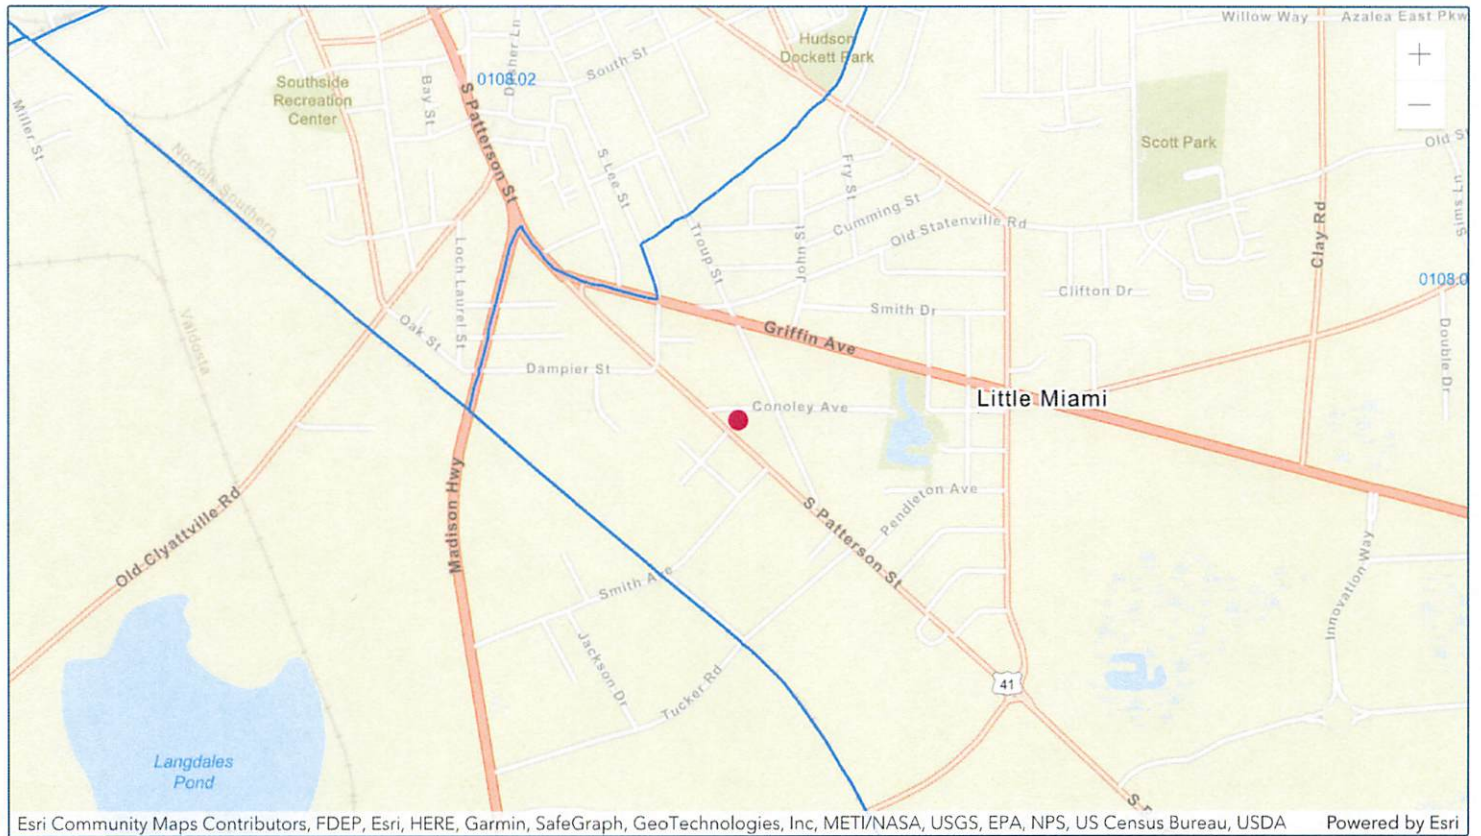 Willow Way
Azalea East Pkw
Hudson
Dockett Park
Southside
Recreation
Center
Bay St
S Patterson St
0108.02
South St
Scott Park
Old S
Miller St
Norfolk Southern
S Lee St
Fry St
Cumming St
Old Statenville Rd
Sims Ln
Clay Rd
Troup St
John St
Loch Laurel St
0108.0
Clifton Dr
Smith Dr
Valdosta
Oak St
Griffin Ave
Double Dr
Dampier St
Little Miami
Conoley Ave
Old Clyattville Rd
Madison Hwy
Pendleton Ave
S Patterson St
Smith Ave
Innovation Way
Jackson Dr
Tucker Rd
41
Langdales
Pond
Esri Community Maps Contributors, FDEP, Esri, HERE, Garmin, SafeGraph, GeoTechnologies, Inc, METI/NASA, USGS, EPA, NPS, US Census Bureau, USDA
Powered by Esri